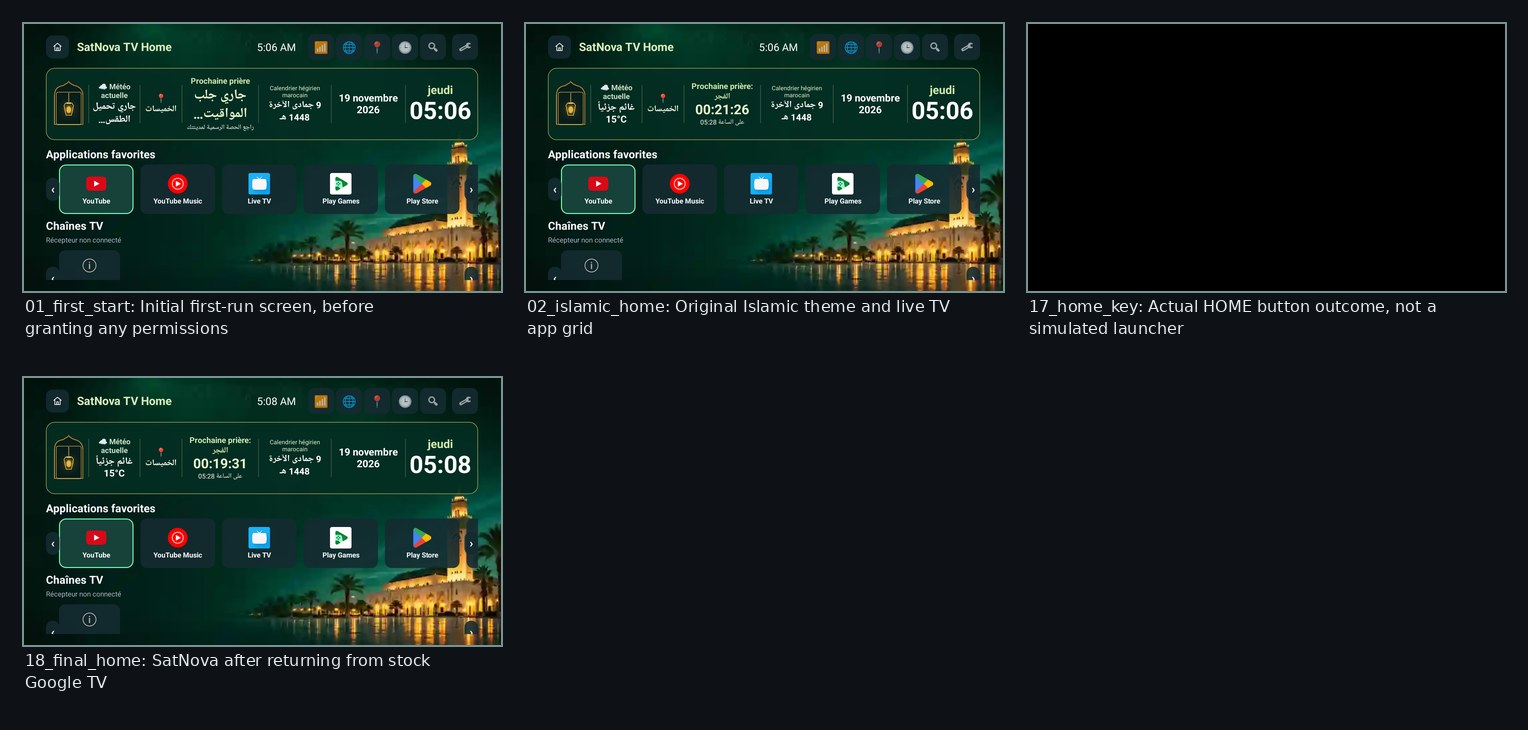 SatNova TV Home
5:06 AM
Météo
actuelle
جاري تحميل
الطقس...
الخميسات
Prochaine prière
جاري جلب
المواقيت...
راجع الحصة الرسمية لمدينتك
Calendrier hégirien
marocain
9 جمادى الآخرة
1448 هـ
19 novembre
2026
jeudi
05:06
Applications favorites
YouTube
YouTube Music
Live TV
Play Games
Play Store
Chaînes TV
Récepteur non connecté
01_first_start: Initial first-run screen, before
granting any permissions
SatNova TV Home
5:06 AM
Météo
actuelle
غائم جزئياً
15°C
الخميسات
Prochaine prière:
الفجر
00:21:26
على الساعة 05:28
Calendrier hégirien
marocain
9 جمادى الآخرة
1448 هـ
19 novembre
2026
jeudi
05:06
Applications favorites
YouTube
YouTube Music
Live TV
Play Games
Play Store
Chaînes TV
Récepteur non connecté
02_islamic_home: Original Islamic theme and live TV
app grid
17_home_key: Actual HOME button outcome, not a
simulated launcher
SatNova TV Home
5:08 AM
Météo
actuelle
غائم جزئياً
15°C
الخميسات
Prochaine prière:
الفجر
00:19:31
على الساعة 05:28
Calendrier hégirien
marocain
9 جمادى الآخرة
1448 هـ
19 novembre
2026
jeudi
05:08
Applications favorites
YouTube
YouTube Music
Live TV
Play Games
Play Store
Chaînes TV
Récepteur non connecté
18_final_home: SatNova after returning from stock
Google TV